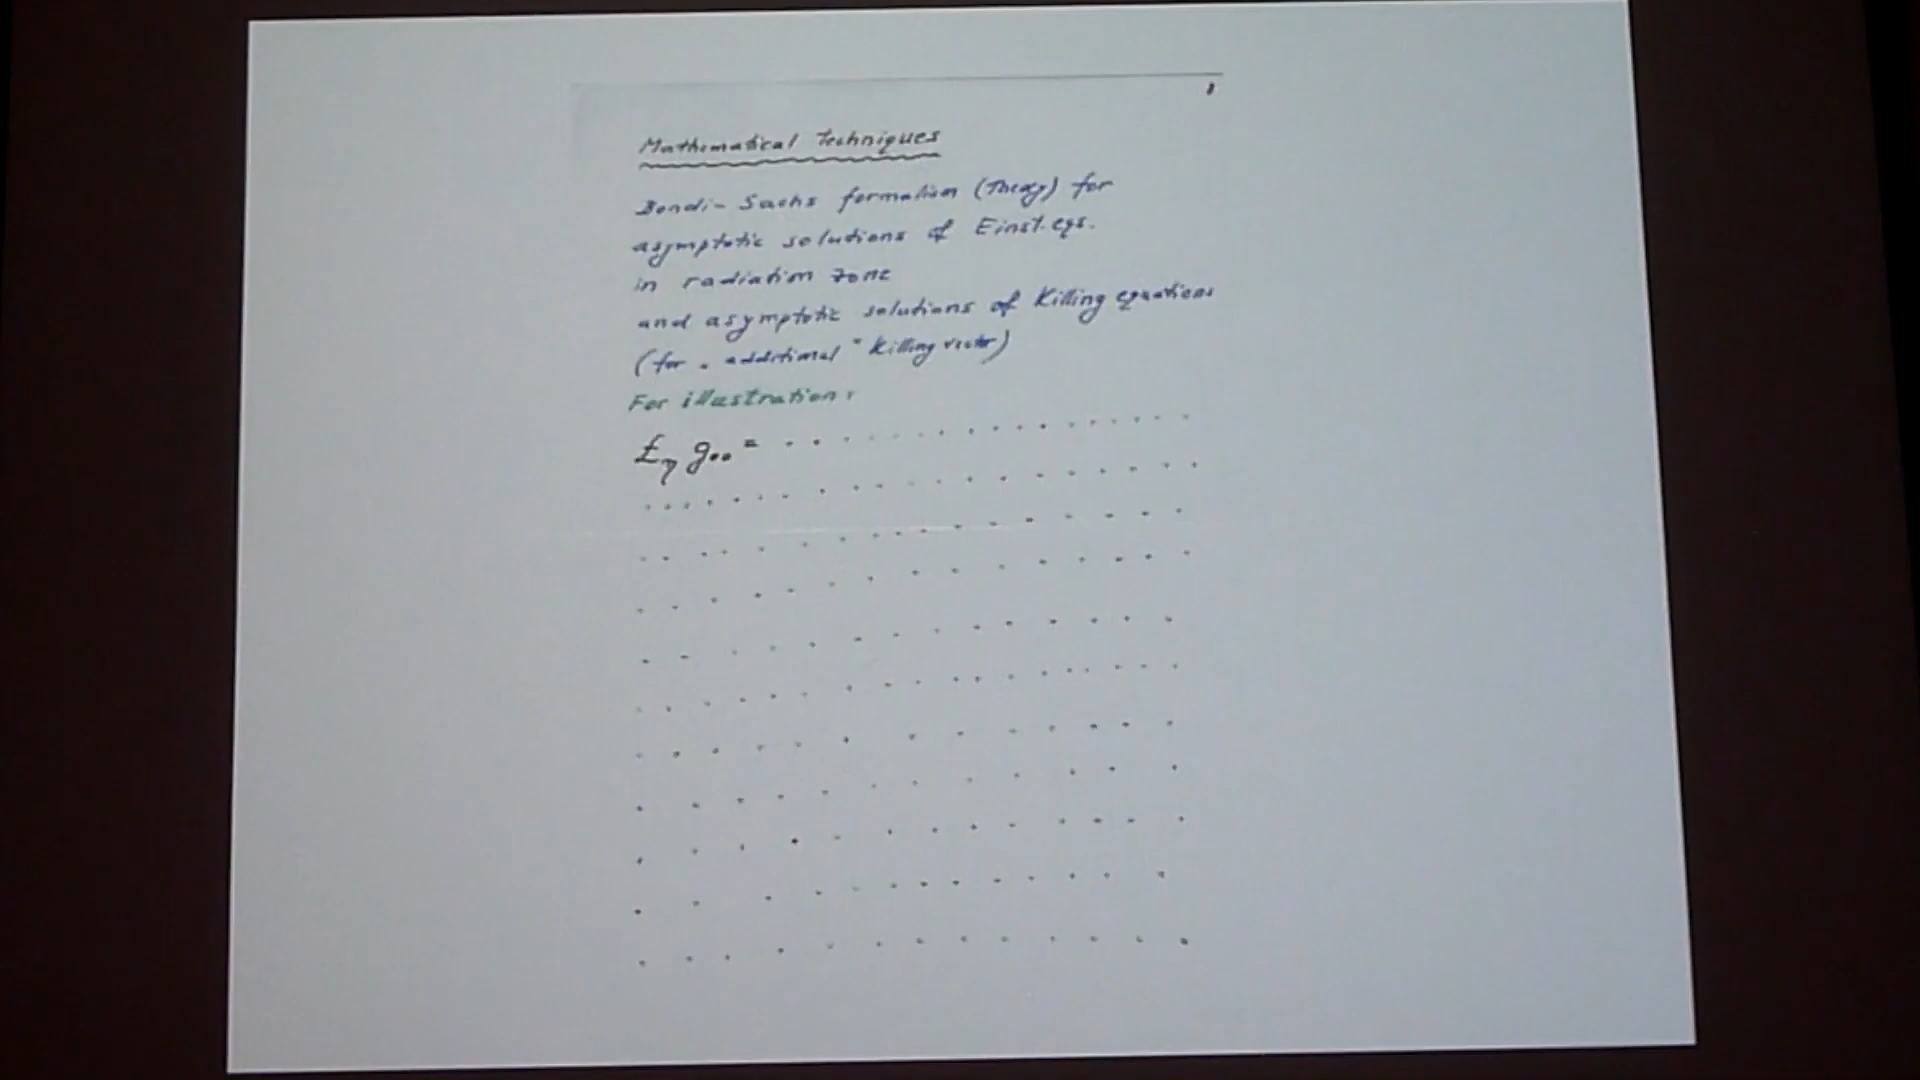 Mathematical Techniques
Bondi-Sachs formalism (Theory) for
asymptotic solutions of Einst. eqs.
in radiation zone
and asymptotic solutions of Killing equations
(for "additional" Killing vector)
For illustration:
£η g₀₀ =